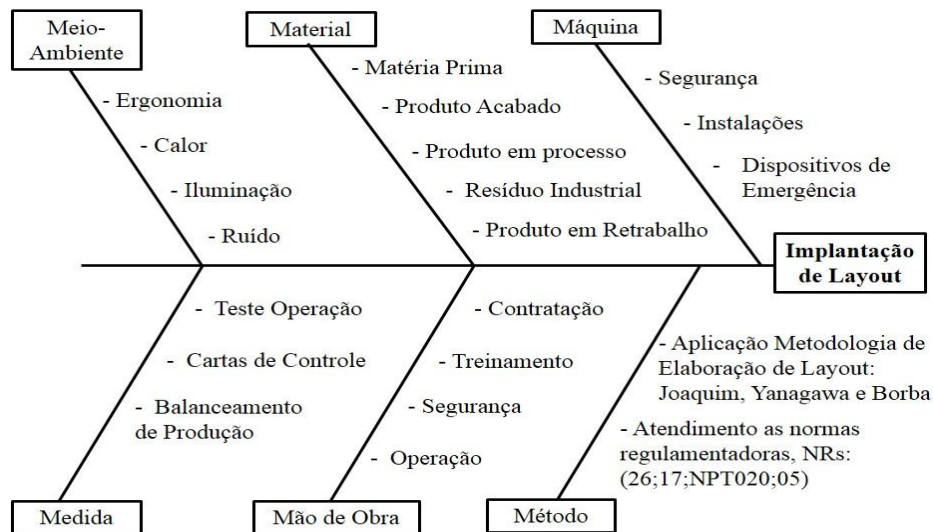 Meio-
Ambiente
- Ergonomia
- Calor
- Iluminação
- Ruído
Material
- Matéria Prima
- Produto Acabado
- Produto em processo
- Resíduo Industrial
- Produto em Retrabalho
Máquina
- Segurança
- Instalações
- Dispositivos de
Emergência
Implantação
de Layout
- Teste Operação
- Cartas de Controle
- Balanceamento
de Produção
Medida
- Contratação
- Treinamento
- Segurança
- Operação
Mão de Obra
- Aplicação Metodologia de
Elaboração de Layout:
Joaquim, Yanagawa e Borba
- Atendimento as normas
regulamentadoras, NRs:
(26;17;NPT020;05)
Método